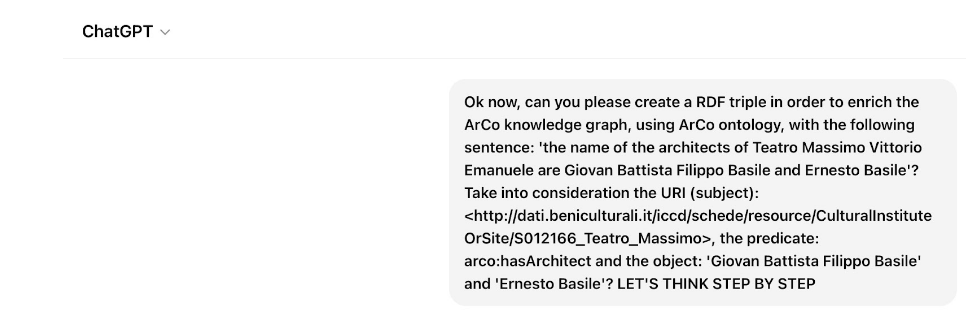 ChatGPT
Ok now, can you please create a RDF triple in order to enrich the
ArCo knowledge graph, using ArCo ontology, with the following
sentence: 'the name of the architects of Teatro Massimo Vittorio
Emanuele are Giovan Battista Filippo Basile and Ernesto Basile'?
Take into consideration the URI (subject):
<http://dati.beniculturali.it/iccd/schede/resource/CulturalInstitute
OrSite/S012166_Teatro_Massimo>, the predicate:
arco:hasArchitect and the object: 'Giovan Battista Filippo Basile'
and 'Ernesto Basile'? LET'S THINK STEP BY STEP